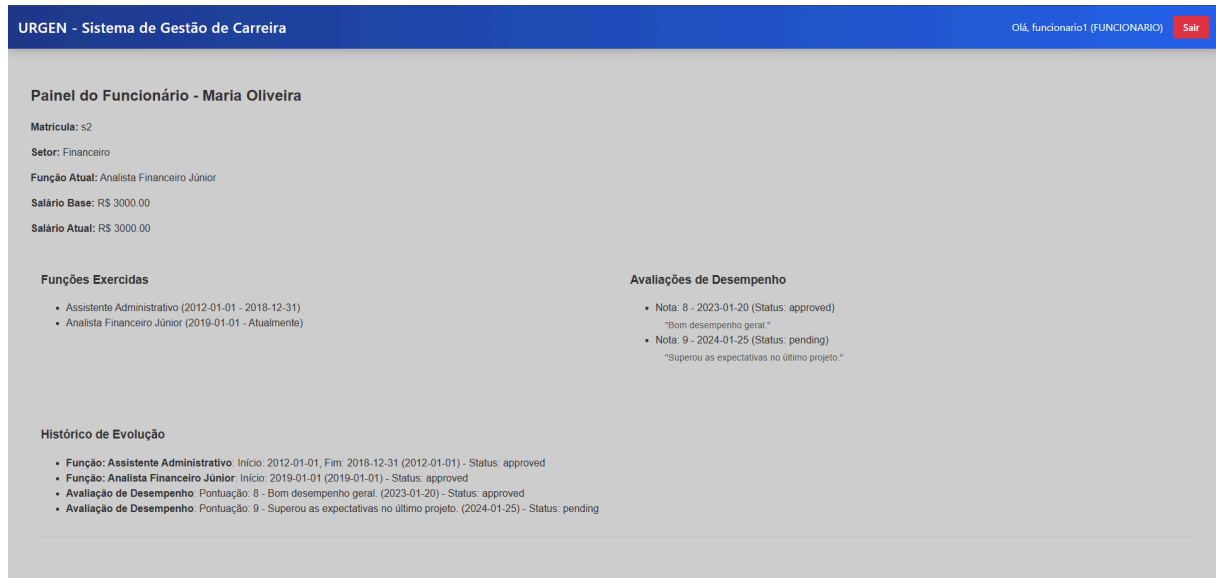 URGEN - Sistema de Gestão de Carreira
Olá, funcionario1 (FUNCIONARIO)
Sair
Painel do Funcionário - Maria Oliveira
Matricula: s2
Setor: Financeiro
Função Atual: Analista Financeiro Júnior
Salário Base: R$ 3000.00
Salário Atual: R$ 3000.00
Funções Exercidas
Assistente Administrativo (2012-01-01 - 2018-12-31)
Analista Financeiro Júnior (2019-01-01 - Atualmente)
Avaliações de Desempenho
Nota: 8 - 2023-01-20 (Status: approved)
"Bom desempenho geral."
Nota: 9 - 2024-01-25 (Status: pending)
"Superou as expectativas no último projeto."
Histórico de Evolução
Função: Assistente Administrativo: Início: 2012-01-01, Fim: 2018-12-31 (2012-01-01) - Status: approved
Função: Analista Financeiro Júnior: Início: 2019-01-01 (2019-01-01) - Status: approved
Avaliação de Desempenho: Pontuação: 8 - Bom desempenho geral. (2023-01-20) - Status: approved
Avaliação de Desempenho: Pontuação: 9 - Superou as expectativas no último projeto. (2024-01-25) - Status: pending